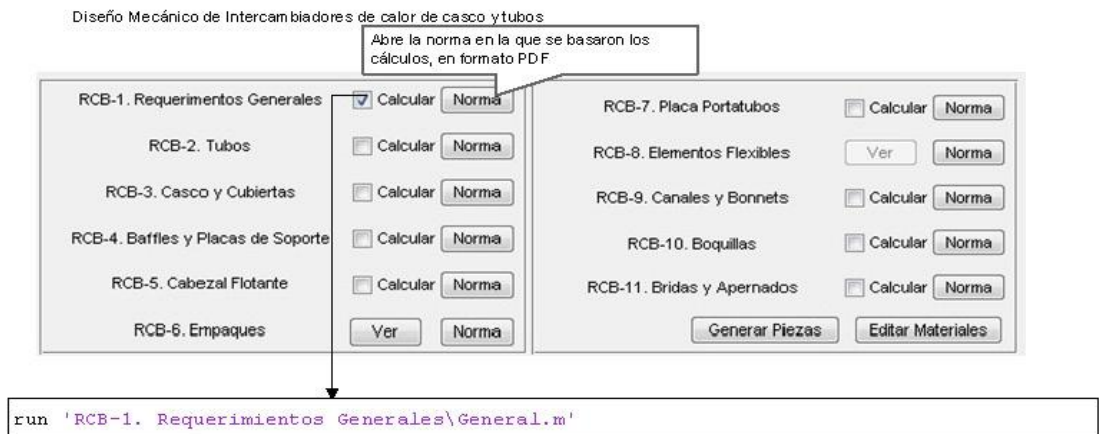 Diseño Mecánico de Intercambiadores de calor de casco y tubos
Abre la norma en la que se basaron los
cálculos, en formato PDF
RCB-1. Requerimentos Generales Calcular Norma
RCB-2. Tubos Calcular Norma
RCB-3. Casco y Cubiertas Calcular Norma
RCB-4. Baffles y Placas de Soporte Calcular Norma
RCB-5. Cabezal Flotante Calcular Norma
RCB-6. Empaques Ver Norma
RCB-7. Placa Portatubos Calcular Norma
RCB-8. Elementos Flexibles Ver Norma
RCB-9. Canales y Bonnets Calcular Norma
RCB-10. Boquillas Calcular Norma
RCB-11. Bridas y Apernados Calcular Norma
Generar Piezas Editar Materiales
run 'RCB-1. Requerimientos Generales\General.m'